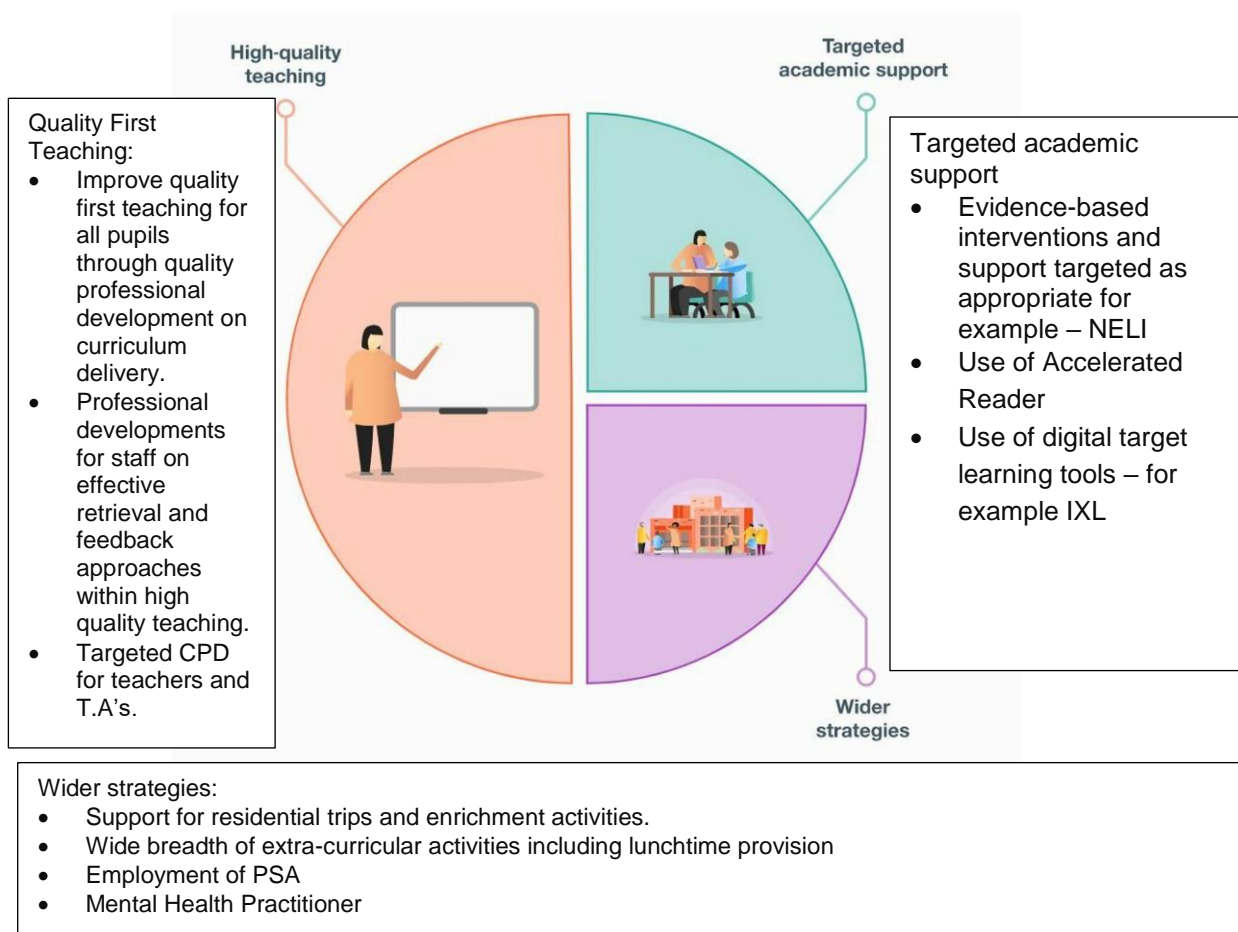 High-quality
teaching
Targeted
academic support
Quality First
Teaching:
• Improve quality
first teaching for
all pupils
through quality
professional
development on
curriculum
delivery.
• Professional
developments
for staff on
effective
retrieval and
feedback
approaches
within high
quality teaching.
• Targeted CPD
for teachers and
T.A’s.
Targeted academic
support
• Evidence-based
interventions and
support targeted as
appropriate for
example – NELI
• Use of Accelerated
Reader
• Use of digital target
learning tools – for
example IXL
Wider
strategies
Wider strategies:
• Support for residential trips and enrichment activities.
• Wide breadth of extra-curricular activities including lunchtime provision
• Employment of PSA
• Mental Health Practitioner